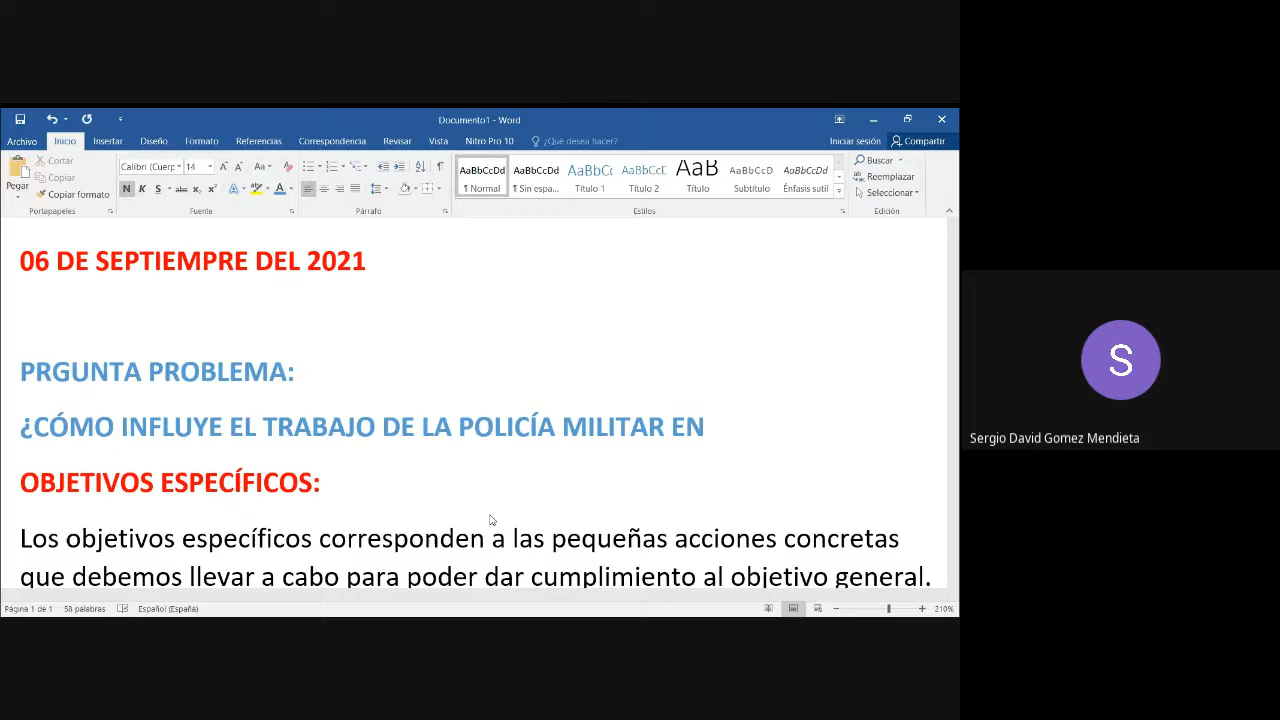 Documento1 - Word
Archivo Inicio Insertar Diseño Formato Referencias Correspondencia Revisar Vista Nitro Pro 10 ¿Qué desea hacer? Iniciar sesión Compartir
Pegar
Cortar
Copiar
Copiar formato
Portapapeles
Calibri (Cuerp 14
Fuente
Párrafo
AaBbCcDd AaBbCcDd AaBbCc AaBbCcD AaB AaBbCcD AaBbCcDd
¶ Normal ¶ Sin espa... Título 1 Título 2 Título Subtítulo Énfasis sutil
Estilos
Buscar
Reemplazar
Seleccionar
Edición
06 DE SEPTIEMPRE DEL 2021
PRGUNTA PROBLEMA:
¿CÓMO INFLUYE EL TRABAJO DE LA POLICÍA MILITAR EN
OBJETIVOS ESPECÍFICOS:
Los objetivos específicos corresponden a las pequeñas acciones concretas
que debemos llevar a cabo para poder dar cumplimiento al objetivo general.
Página 1 de 1 58 palabras Español (España) 210%
S
Sergio David Gomez Mendieta